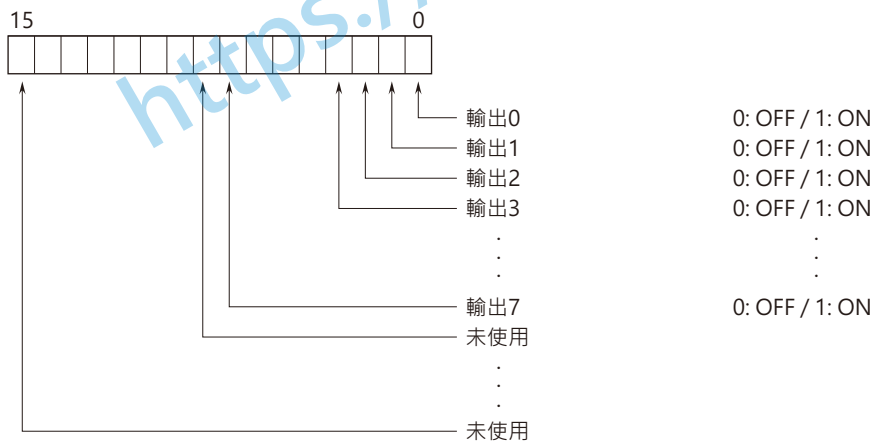 15 0
https:/
輸出0 0: OFF / 1: ON
輸出1 0: OFF / 1: ON
輸出2 0: OFF / 1: ON
輸出3 0: OFF / 1: ON
. .
. .
. .
輸出7 0: OFF / 1: ON
未使用
.
.
.
未使用